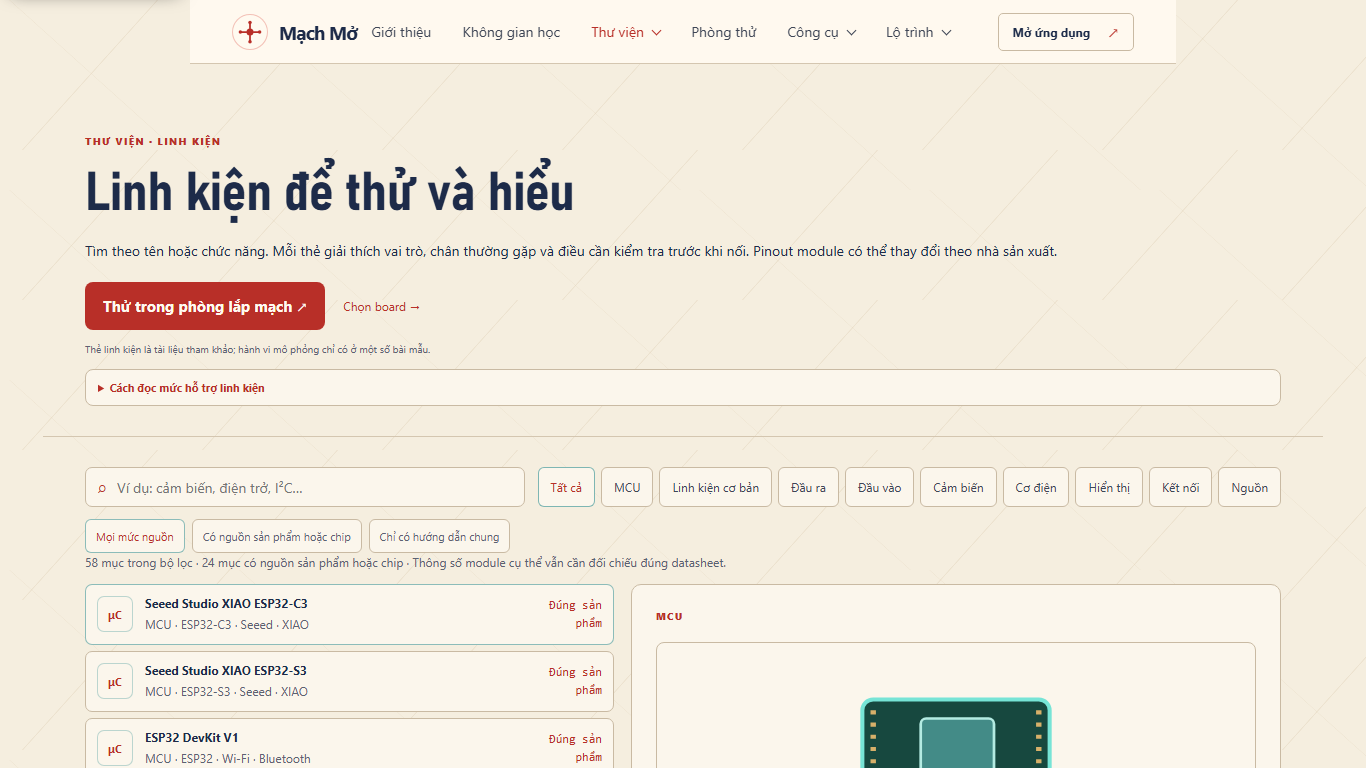 Mạch Mở
Giới thiệu
Không gian học
Thư viện
Phòng thử
Công cụ
Lộ trình
Mở ứng dụng ↗
THƯ VIỆN · LINH KIỆN
Linh kiện để thử và hiểu
Tìm theo tên hoặc chức năng. Mỗi thẻ giải thích vai trò, chân thường gặp và điều cần kiểm tra trước khi nối. Pinout module có thể thay đổi theo nhà sản xuất.
Thử trong phòng lắp mạch ↗
Chọn board →
Thẻ linh kiện là tài liệu tham khảo; hành vi mô phỏng chỉ có ở một số bài mẫu.
▶ Cách đọc mức hỗ trợ linh kiện
Ví dụ: cảm biến, điện trở, I²C...
Tất cả
MCU
Linh kiện cơ bản
Đầu ra
Đầu vào
Cảm biến
Cơ điện
Hiển thị
Kết nối
Nguồn
Mọi mức nguồn
Có nguồn sản phẩm hoặc chip
Chỉ có hướng dẫn chung
58 mục trong bộ lọc · 24 mục có nguồn sản phẩm hoặc chip · Thông số module cụ thể vẫn cần đối chiếu đúng datasheet.
µC
Seeed Studio XIAO ESP32-C3
MCU · ESP32-C3 · Seeed · XIAO
Đúng sản
phẩm
µC
Seeed Studio XIAO ESP32-S3
MCU · ESP32-S3 · Seeed · XIAO
Đúng sản
phẩm
µC
ESP32 DevKit V1
MCU · ESP32 · Wi-Fi · Bluetooth
Đúng sản
phẩm
MCU